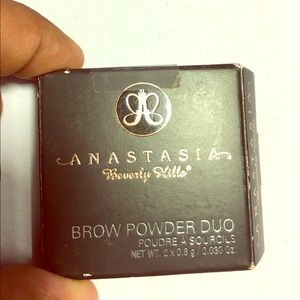 ANASTASIA
Beverly Hills®
BROW POWDER DUO
POUDRE À SOURCILS
NET. WT. 2 x 0.8 g / 0.030 Oz.